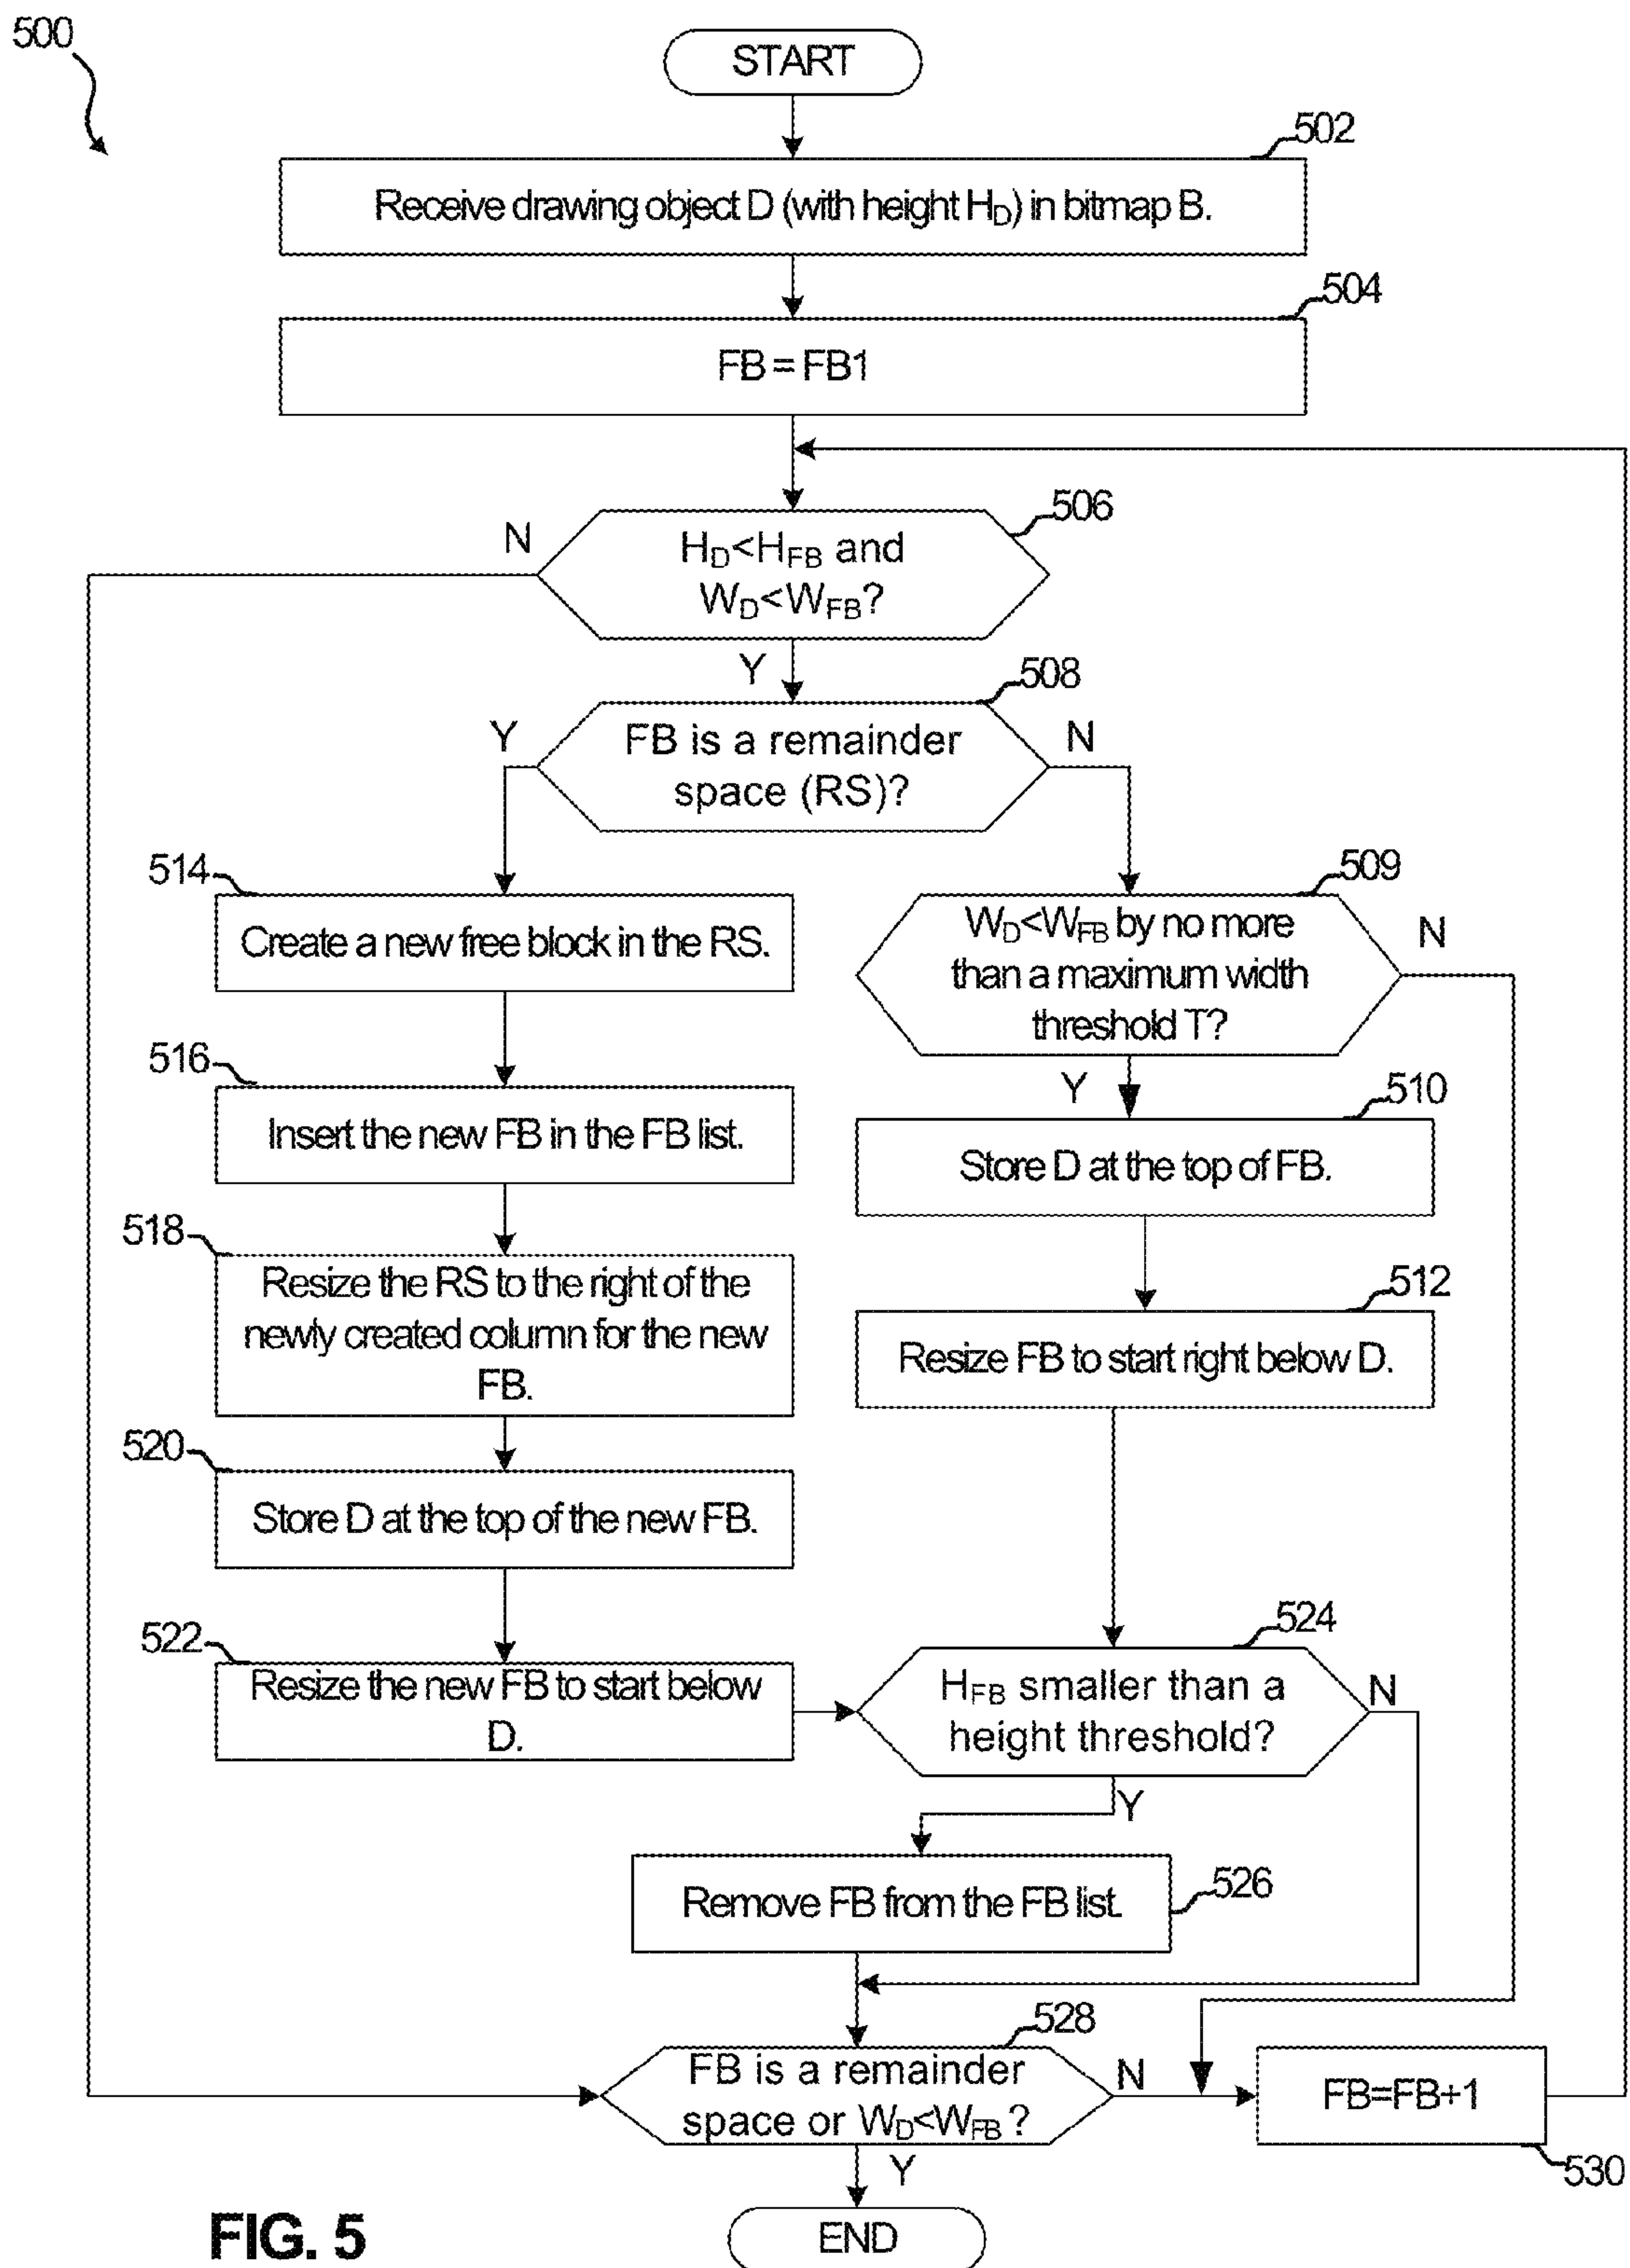 500
START
502
Receive drawing object D (with height HD) in bitmap B.
504
FB = FB1
506
N
HD<HFB and
WD<WFB?
Y
508
Y
FB is a remainder
space (RS)?
N
514
Create a new free block in the RS.
509
WD<WFB by no more
than a maximum width
threshold T?
N
Y
516
Insert the new FB in the FB list.
510
Store D at the top of FB.
518
Resize the RS to the right of the
newly created column for the new
FB.
512
Resize FB to start right below D.
520
Store D at the top of the new FB.
522
Resize the new FB to start below
D.
524
HFB smaller than a
height threshold?
N
Y
526
Remove FB from the FB list.
528
FB is a remainder
space or WD<WFB ?
N
FB=FB+1
530
Y
END
FIG. 5